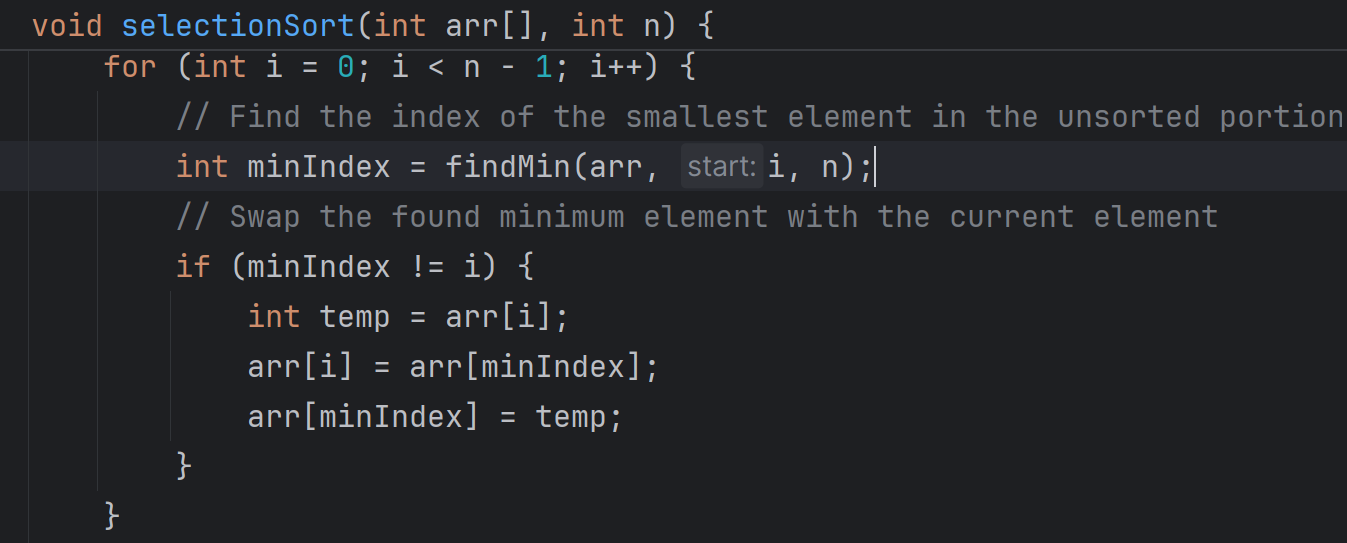 void selectionSort(int arr[], int n) {
for (int i = 0; i < n - 1; i++) {
// Find the index of the smallest element in the unsorted portion
int minIndex = findMin(arr, start: i, n);
// Swap the found minimum element with the current element
if (minIndex != i) {
int temp = arr[i];
arr[i] = arr[minIndex];
arr[minIndex] = temp;
}
}